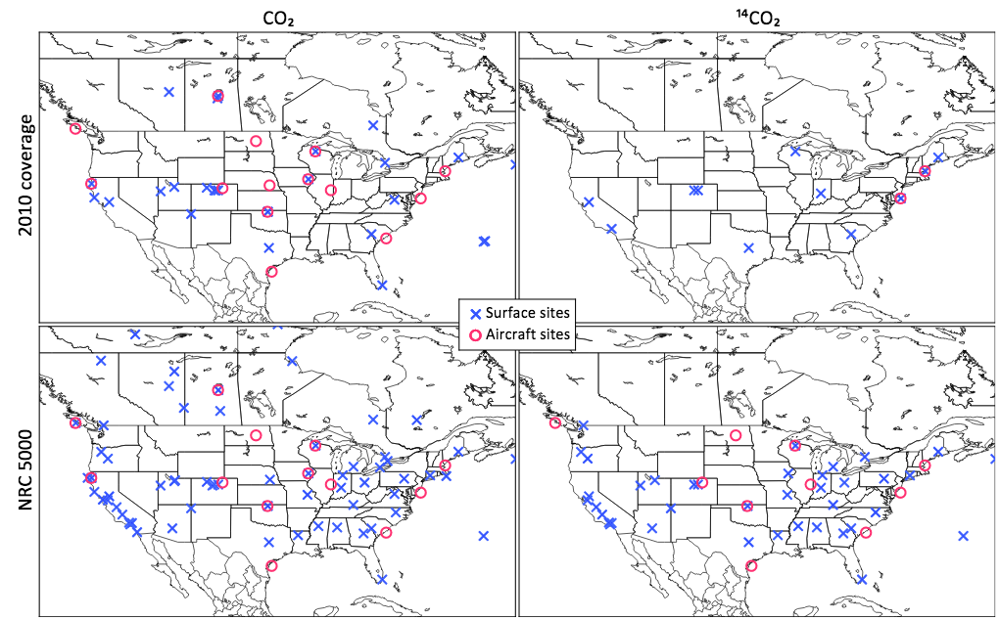 CO₂
¹⁴CO₂
2010 coverage
Surface sites
Aircraft sites
NRC 5000